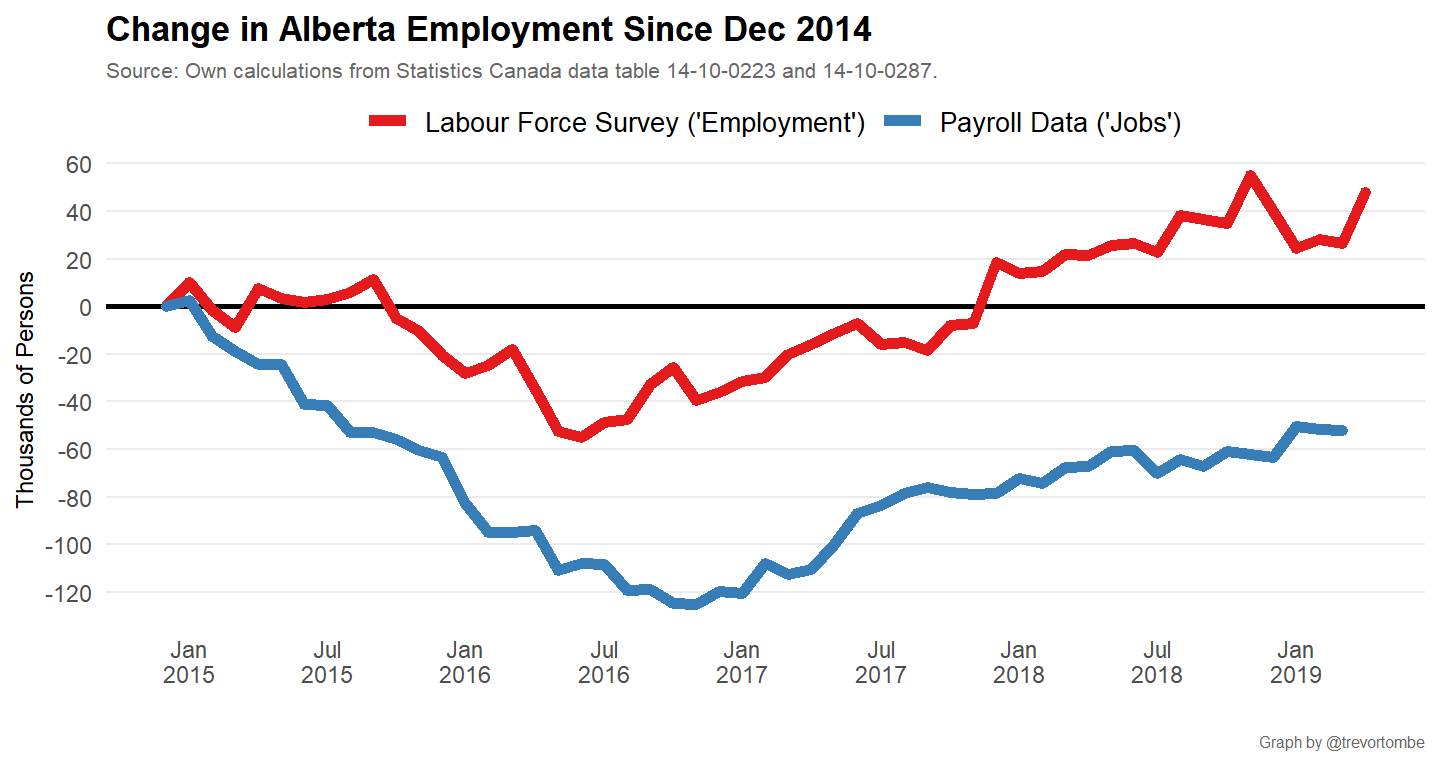 Change in Alberta Employment Since Dec 2014
Source: Own calculations from Statistics Canada data table 14-10-0223 and 14-10-0287.
Labour Force Survey ('Employment') Payroll Data ('Jobs')
Thousands of Persons
60
40
20
0
-20
-40
-60
-80
-100
-120
Jan Jul Jan Jul Jan Jul Jan Jul Jan
2015 2015 2016 2016 2017 2017 2018 2018 2019
Graph by @trevortombe